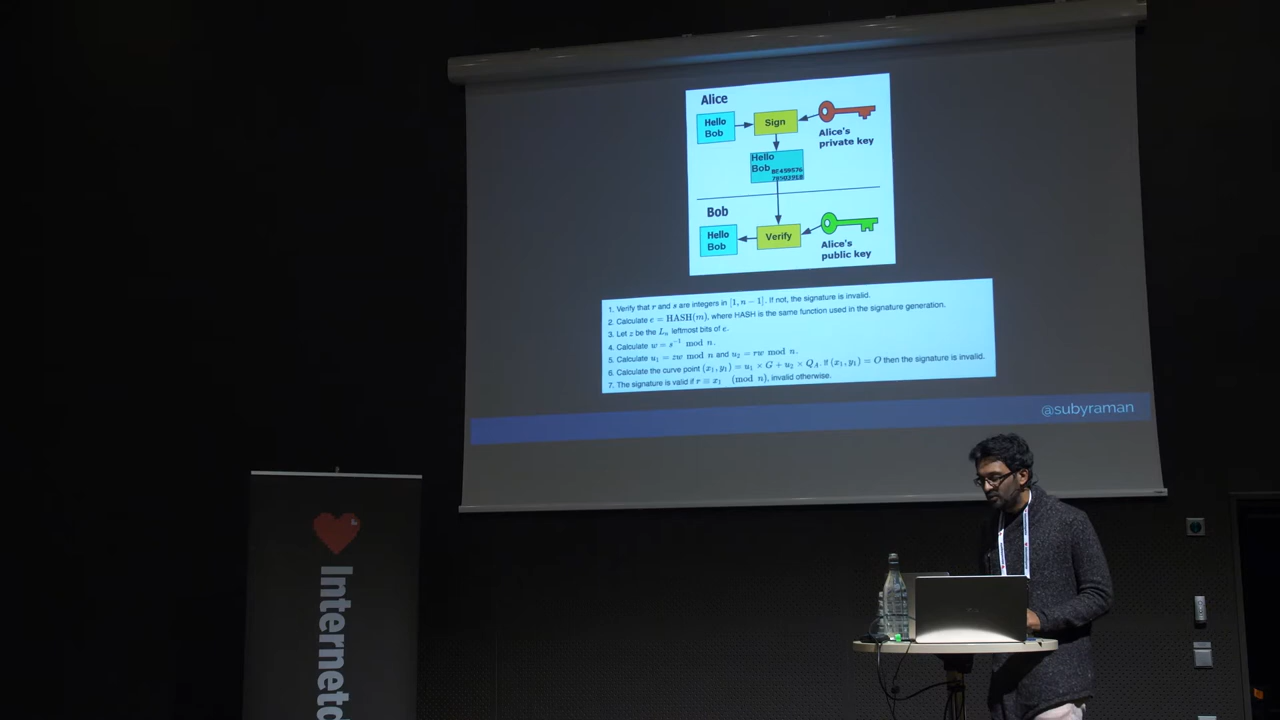 Alice
Hello
Bob
Sign
Alice's
private key
Hello
Bob
BE459576
785039E8
Bob
Hello
Bob
Verify
Alice's
public key
1. Verify that r and s are integers in [1, n − 1]. If not, the signature is invalid.
2. Calculate e = HASH(m), where HASH is the same function used in the signature generation.
3. Let z be the Lₙ leftmost bits of e.
4. Calculate w = s⁻¹ mod n.
5. Calculate u₁ = zw mod n and u₂ = rw mod n.
6. Calculate the curve point (x₁, y₁) = u₁ × G + u₂ × Q_A. If (x₁, y₁) = O then the signature is invalid.
7. The signature is valid if r ≡ x₁ (mod n), invalid otherwise.
@subyraman
Internetd